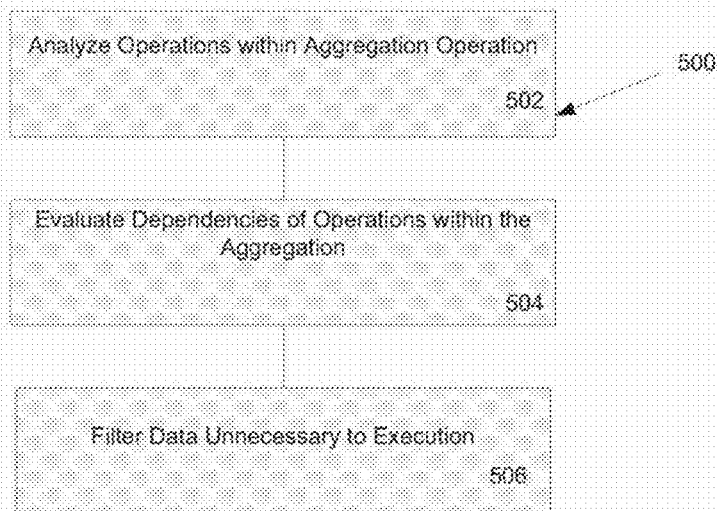 Analyze Operations within Aggregation Operation
500
502
Evaluate Dependencies of Operations within the
Aggregation
504
Filter Data Unnecessary to Execution
506